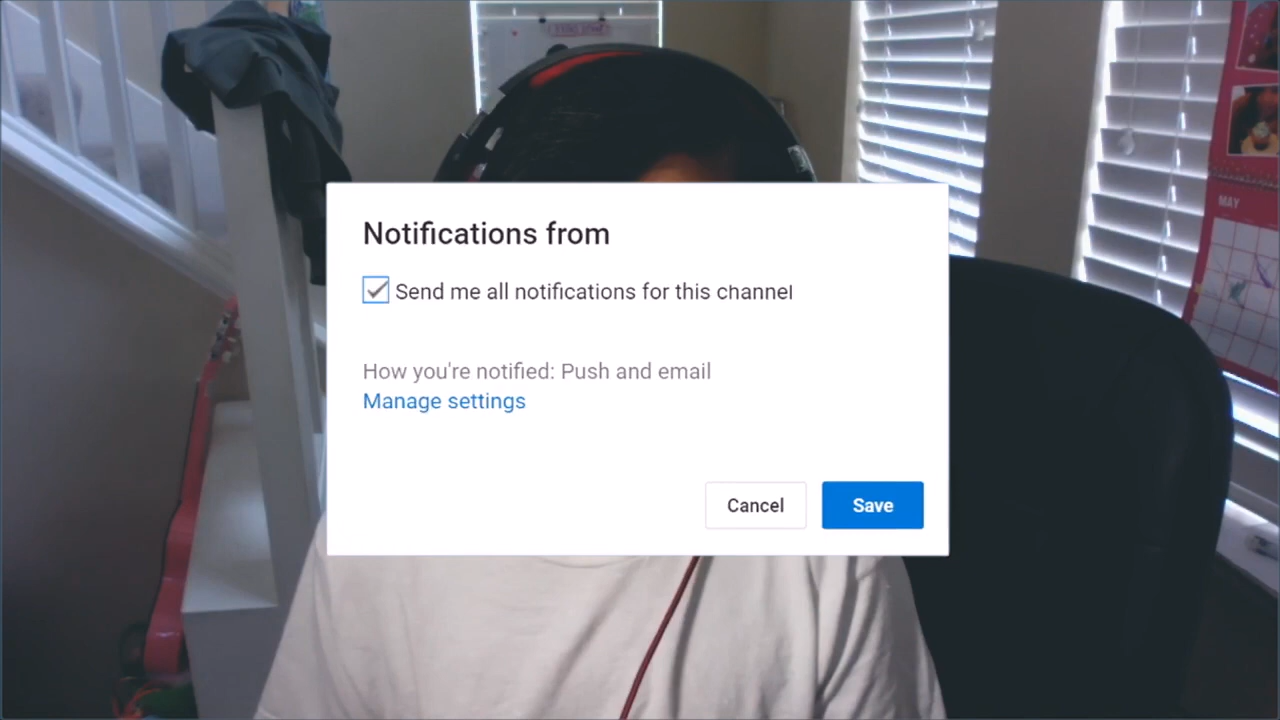 Notifications from
Send me all notifications for this channel
How you're notified: Push and email
Manage settings
Cancel
Save
MAY